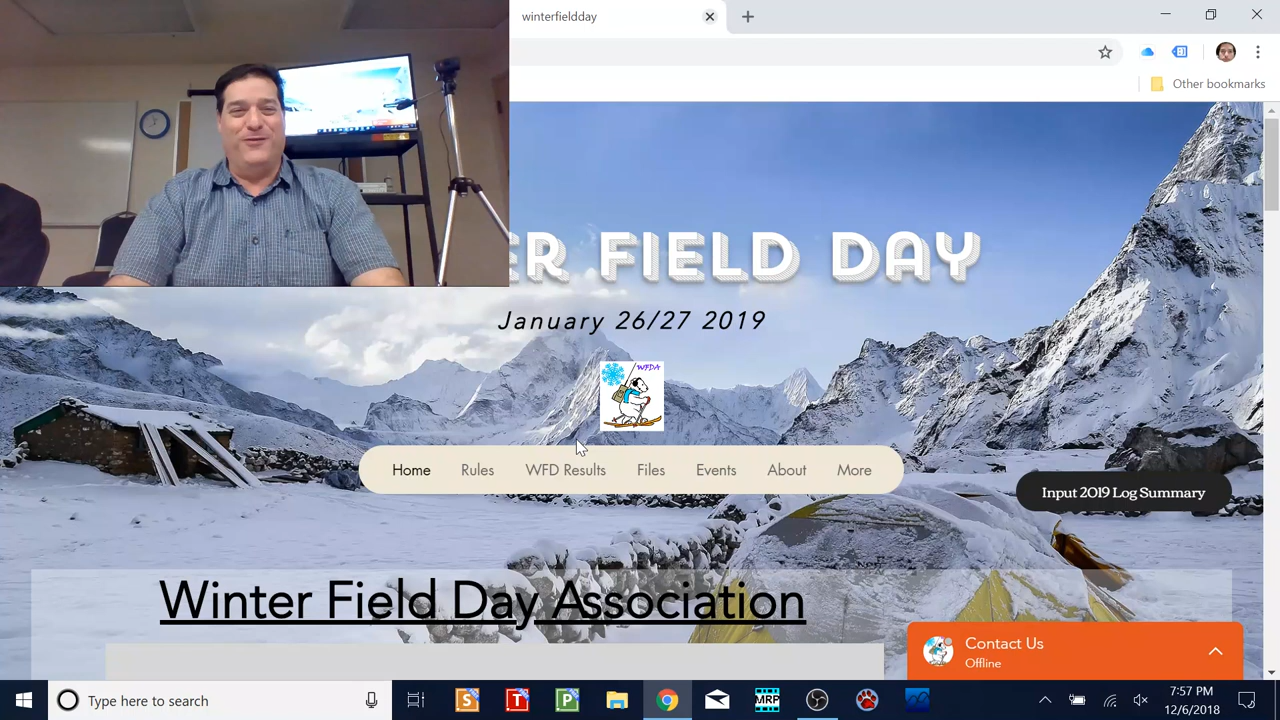 winterfieldday
Other bookmarks
ER FIELD DAY
January 26/27 2019
WFDA
Home Rules WFD Results Files Events About More
Input 2019 Log Summary
Winter Field Day Association
Contact Us
Offline
Type here to search
S T P MRP
7:57 PM
12/6/2018